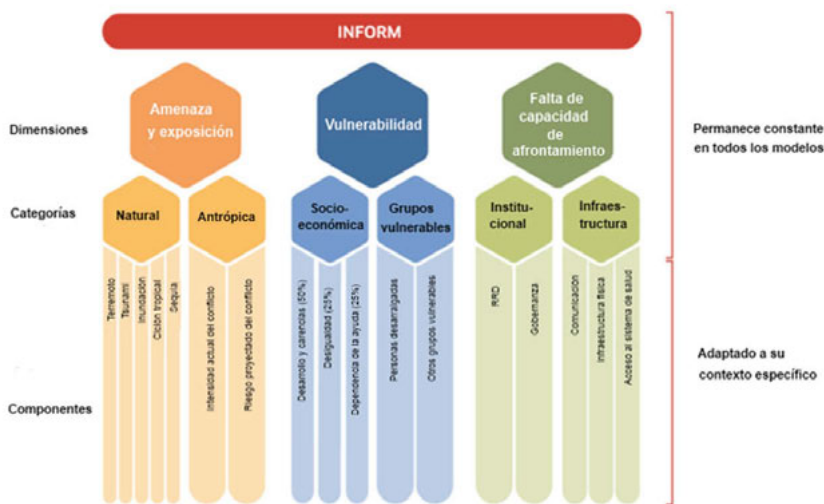 INFORM
Dimensiones
Amenaza
y exposición
Vulnerabilidad
Falta de
capacidad
de
afrontamiento
Permanece constante
en todos los modelos
Categorías
Natural
Antrópica
Socio-
económica
Grupos
vulnerables
Institu-
cional
Infraes-
tructura
Componentes
Terremoto
Tsunami
Inundación
Ciclón tropical
Sequía
Intensidad actual del conflicto
Riesgo proyectado del conflicto
Desarrollo y carencias (50%)
Desigualdad (25%)
Dependencia de la ayuda (25%)
Personas desarraigadas
Otros grupos vulnerables
RRD
Gobernanza
Comunicación
Infraestructura física
Acceso al sistema de salud
Adaptado a su
contexto específico